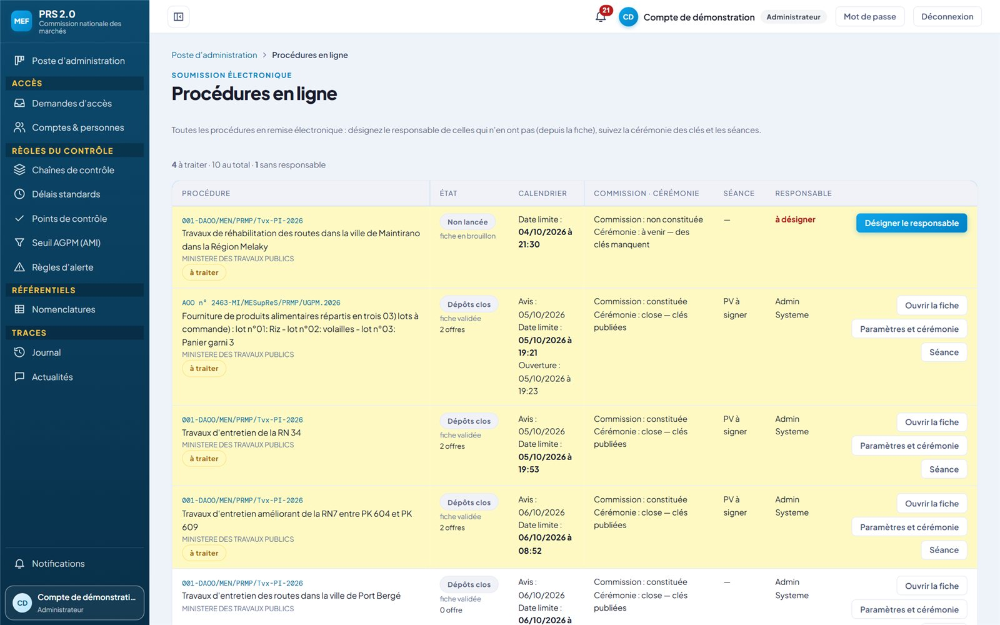 MEF
PRS 2.0
Commission nationale des
marchés
Poste d'administration
ACCÈS
Demandes d'accès
Comptes & personnes
RÈGLES DU CONTRÔLE
Chaînes de contrôle
Délais standards
Points de contrôle
Seuil AGPM (AMI)
Règles d'alerte
RÉFÉRENTIELS
Nomenclatures
TRACES
Journal
Actualités
Notifications
CD
Compte de démonstrati...
Administrateur
21
CD
Compte de démonstration
Administrateur
Mot de passe
Déconnexion
Poste d'administration > Procédures en ligne
SOUMISSION ÉLECTRONIQUE
Procédures en ligne
Toutes les procédures en remise électronique : désignez le responsable de celles qui n'en ont pas (depuis la fiche), suivez la cérémonie des clés et les séances.
4 à traiter · 10 au total · 1 sans responsable
PROCÉDURE
ÉTAT
CALENDRIER
COMMISSION · CÉRÉMONIE
SÉANCE
RESPONSABLE
001-DAOO/MEN/PRMP/Tvx-PI-2026
Travaux de réhabilitation des routes dans la ville de Maintirano
dans la Région Melaky
MINISTERE DES TRAVAUX PUBLICS
à traiter
Non lancée
fiche en brouillon
Date limite :
04/10/2026 à
21:30
Commission : non constituée
Cérémonie : à venir — des
clés manquent
—
à désigner
Désigner le responsable
AOO n° 2463-MI/MESupReS/PRMP/UGPM.2026
Fourniture de produits alimentaires répartis en trois 03) lots à
commande) : lot n°01: Riz - lot n°02: volailles - lot n°03:
Panier garni 3
MINISTERE DES TRAVAUX PUBLICS
à traiter
Dépôts clos
fiche validée
2 offres
Avis :
05/10/2026
Date limite :
05/10/2026 à
19:21
Ouverture :
05/10/2026 à
19:23
Commission : constituée
Cérémonie : close — clés
publiées
PV à
signer
Admin
Systeme
Ouvrir la fiche
Paramètres et cérémonie
Séance
001-DAOO/MEN/PRMP/Tvx-PI-2026
Travaux d'entretien de la RN 34
MINISTERE DES TRAVAUX PUBLICS
à traiter
Dépôts clos
fiche validée
2 offres
Avis :
05/10/2026
Date limite :
05/10/2026 à
19:53
Commission : constituée
Cérémonie : close — clés
publiées
PV à
signer
Admin
Systeme
Ouvrir la fiche
Paramètres et cérémonie
Séance
001-DAOO/MEN/PRMP/Tvx-PI-2026
Travaux d'entretien améliorant de la RN7 entre PK 604 et PK
609
MINISTERE DES TRAVAUX PUBLICS
à traiter
Dépôts clos
fiche validée
2 offres
Avis :
06/10/2026
Date limite :
06/10/2026 à
08:52
Commission : constituée
Cérémonie : close — clés
publiées
PV à
signer
Admin
Systeme
Ouvrir la fiche
Paramètres et cérémonie
Séance
001-DAOO/MEN/PRMP/Tvx-PI-2026
Travaux d'entretien des routes dans la ville de Port Bergé
MINISTERE DES TRAVAUX PUBLICS
Dépôts clos
fiche validée
0 offre
Avis :
06/10/2026
Date limite :
06/10/2026 à
Commission : constituée
Cérémonie : close — clés
publiées
—
Admin
Systeme
Ouvrir la fiche
Paramètres et cérémonie